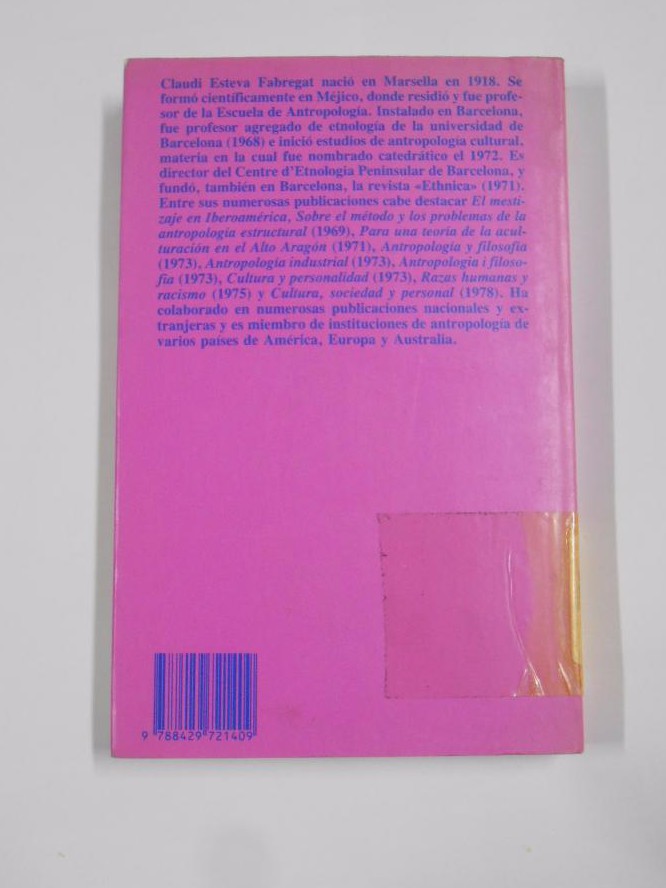 Claudi Esteva Fabregat nació en Marsella en 1918. Se
formó científicamente en Méjico, donde residió y fue profe-
sor de la Escuela de Antropología. Instalado en Barcelona,
fue profesor agregado de etnología de la universidad de
Barcelona (1968) e inició estudios de antropología cultural,
materia en la cual fue nombrado catedrático el 1972. Es
director del Centre d'Etnologia Peninsular de Barcelona, y
fundó, también en Barcelona, la revista «Ethnica» (1971).
Entre sus numerosas publicaciones cabe destacar El mesti-
zaje en Iberoamérica, Sobre el método y los problemas de la
antropología estructural (1969), Para una teoría de la acul-
turación en el Alto Aragón (1971), Antropología y filosofía
(1973), Antropología industrial (1973), Antropologia i filoso-
fia (1973), Cultura y personalidad (1973), Razas humanas y
racismo (1975) y Cultura, sociedad y personal (1978). Ha
colaborado en numerosas publicaciones nacionales y ex-
tranjeras y es miembro de instituciones de antropología de
varios países de América, Europa y Australia.
9 788429 721409